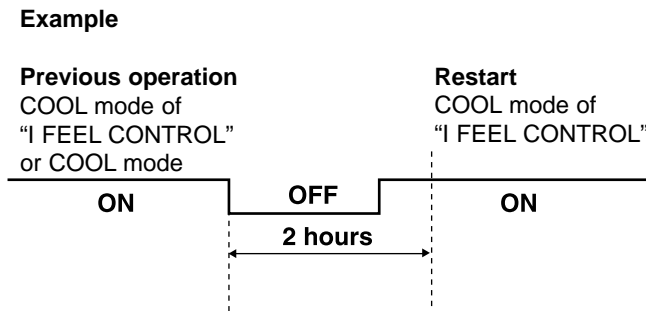 Example
Previous operation
COOL mode of
“I FEEL CONTROL”
or COOL mode
Restart
COOL mode of
“I FEEL CONTROL”
ON
OFF
ON
2 hours